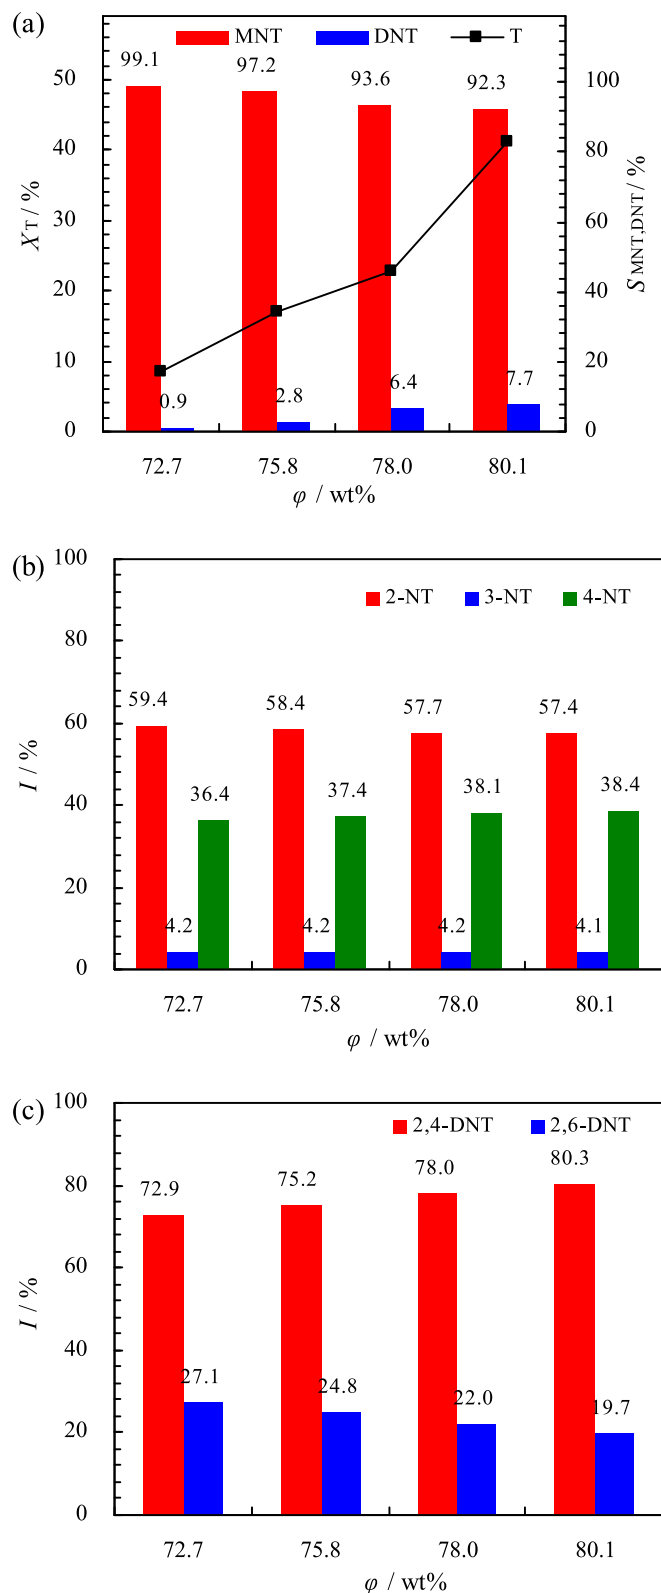 (a)
MNT DNT T
99.1 97.2 93.6 92.3
50 100
40 80
30 60
20 40
10 20
0 0
0.9 2.8 6.4 7.7
X_T / %
S_MNT,DNT / %
72.7 75.8 78.0 80.1
φ / wt%
(b)
100
80
60
40
20
0
2-NT 3-NT 4-NT
59.4 58.4 57.7 57.4
36.4 37.4 38.1 38.4
4.2 4.2 4.2 4.1
I / %
72.7 75.8 78.0 80.1
φ / wt%
(c)
100
80
60
40
20
0
2,4-DNT 2,6-DNT
72.9 75.2 78.0 80.3
27.1 24.8 22.0 19.7
I / %
72.7 75.8 78.0 80.1
φ / wt%